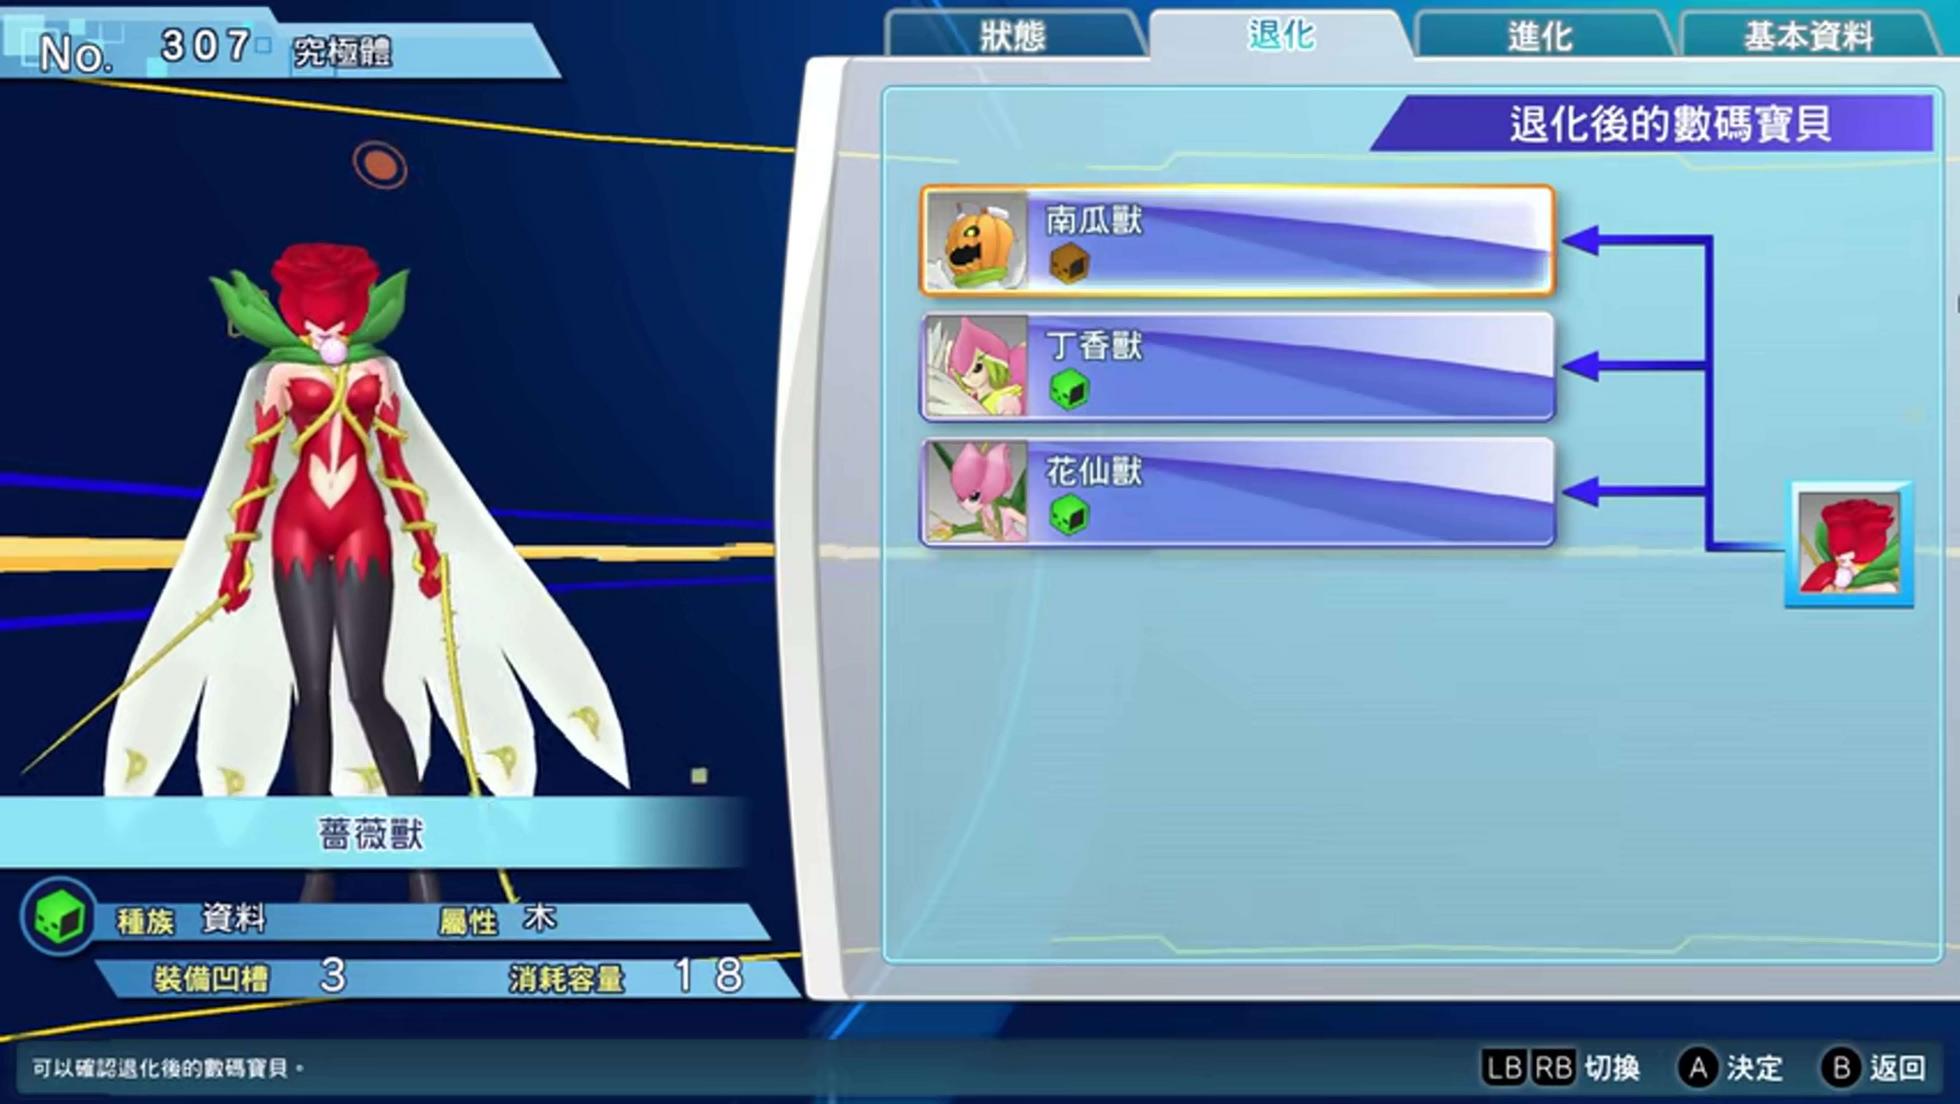 No. 307 究極體
狀態 退化 進化 基本資料
退化後的數碼寶貝
南瓜獸
丁香獸
花仙獸
薔薇獸
種族 資料 屬性 木
裝備凹槽 3 消耗容量 18
可以確認退化後的數碼寶貝。
LB RB 切換 A 決定 B 返回